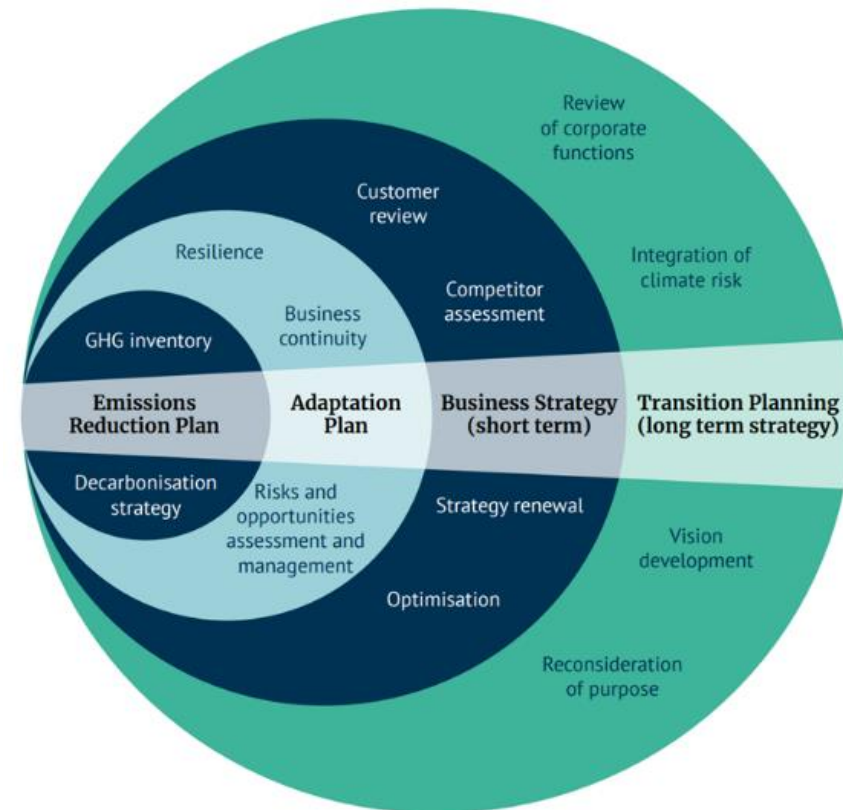 Review
of corporate
functions
Customer
review
Resilience
Integration of
climate risk
Competitor
assessment
Business
continuity
GHG inventory
Emissions
Reduction Plan
Adaptation
Plan
Business Strategy
(short term)
Transition Planning
(long term strategy)
Decarbonisation
strategy
Risks and
opportunities
assessment and
management
Strategy renewal
Vision
development
Optimisation
Reconsideration
of purpose